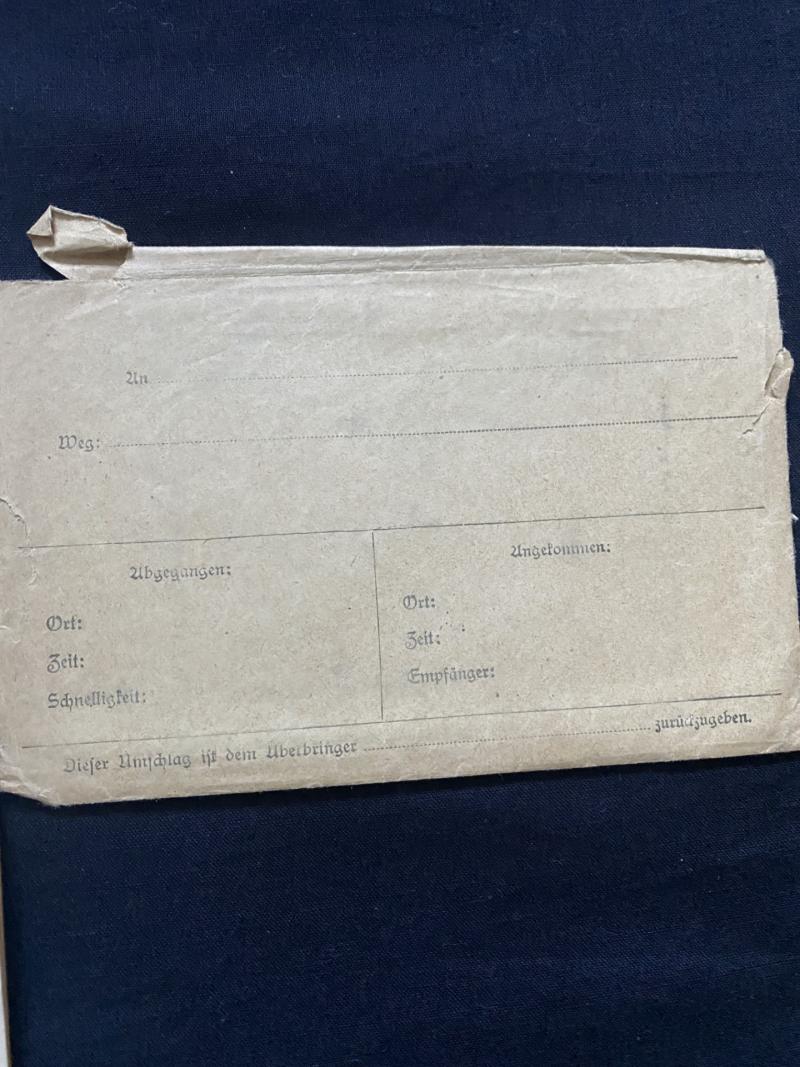 An
Weg:
Abgegangen:
Ort:
Zeit:
Schnelligkeit:
Angekommen:
Ort:
Zeit:
Empfänger:
Dieser Umschlag ist dem Überbringer zurückzugeben.